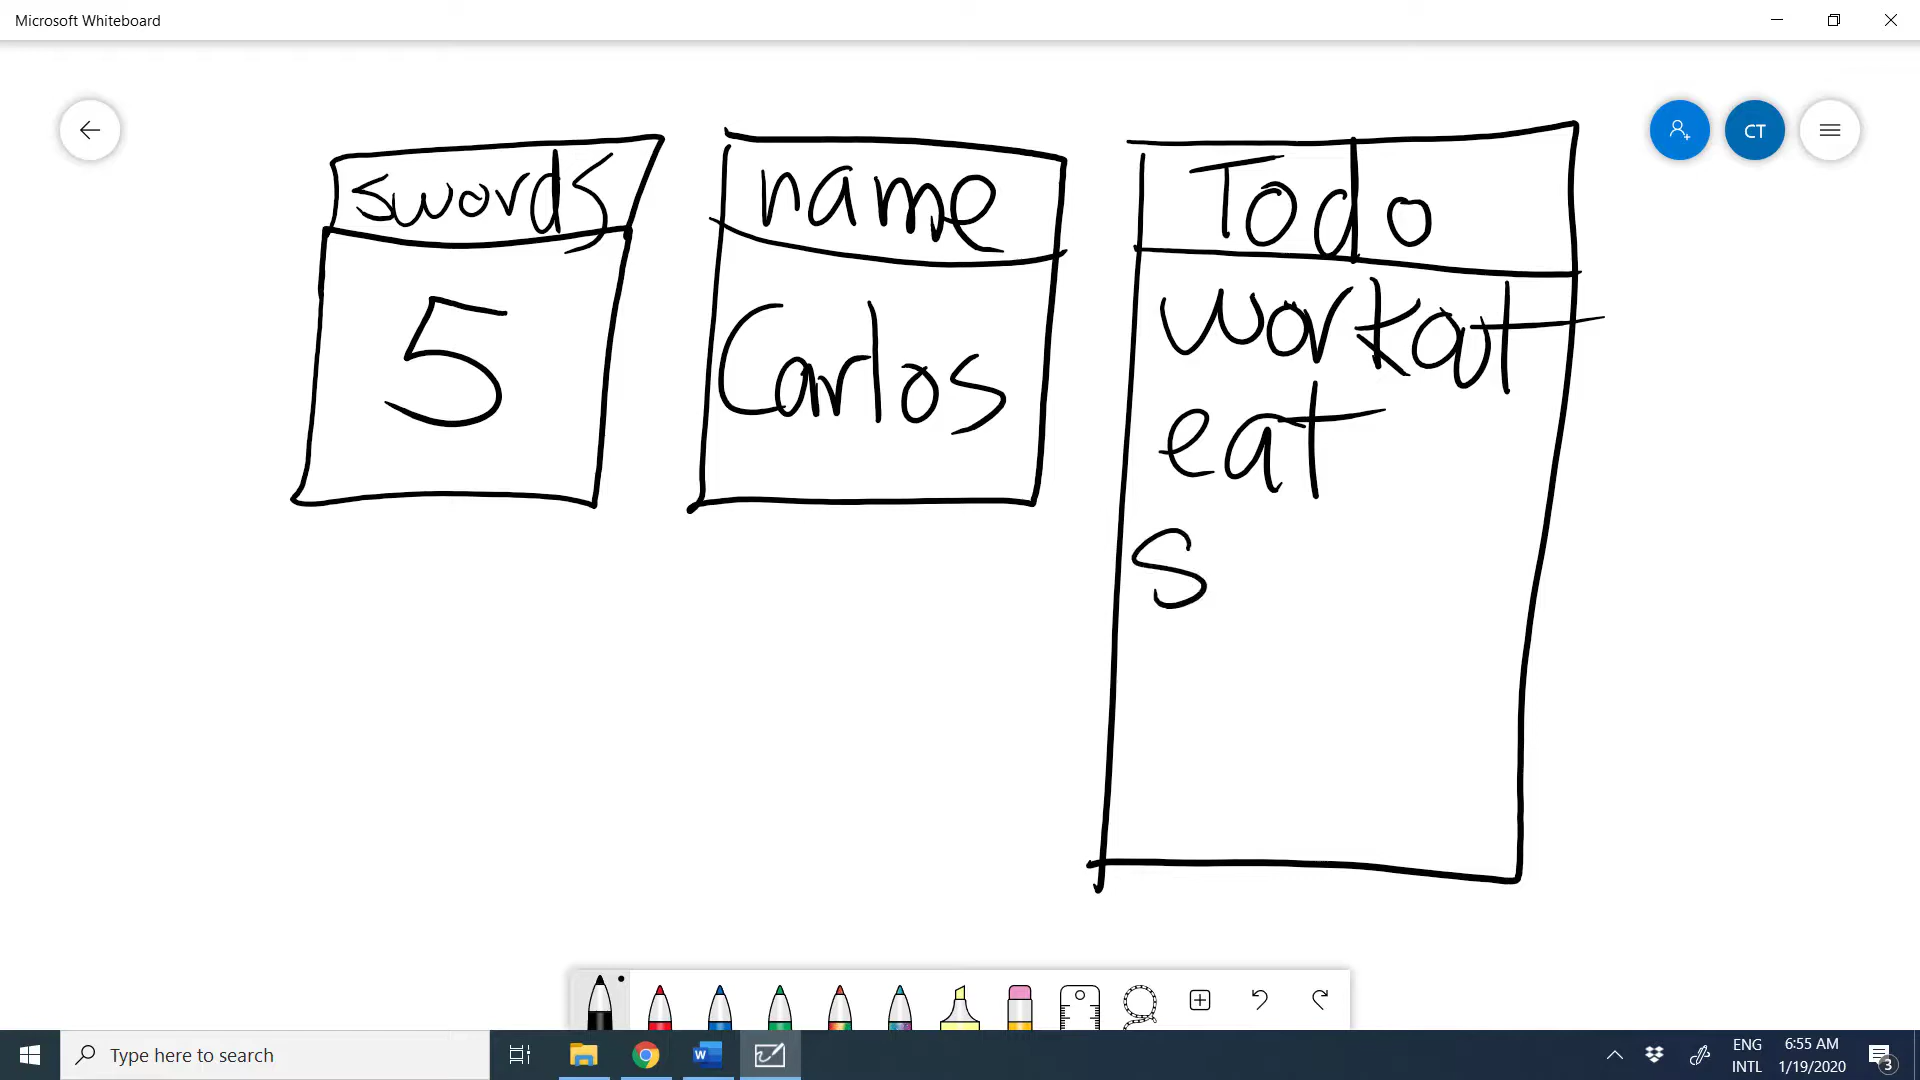 Microsoft Whiteboard
CT
swords
5
name
Carlos
Todo
workout
eat
S
Type here to search
W
ENG
INTL
6:55 AM
1/19/2020
3